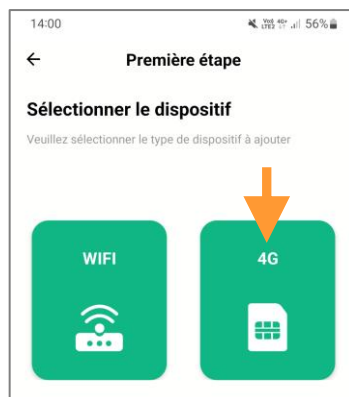 14:00 56%
Première étape
Sélectionner le dispositif
Veuillez sélectionner le type de dispositif à ajouter
WIFI 4G